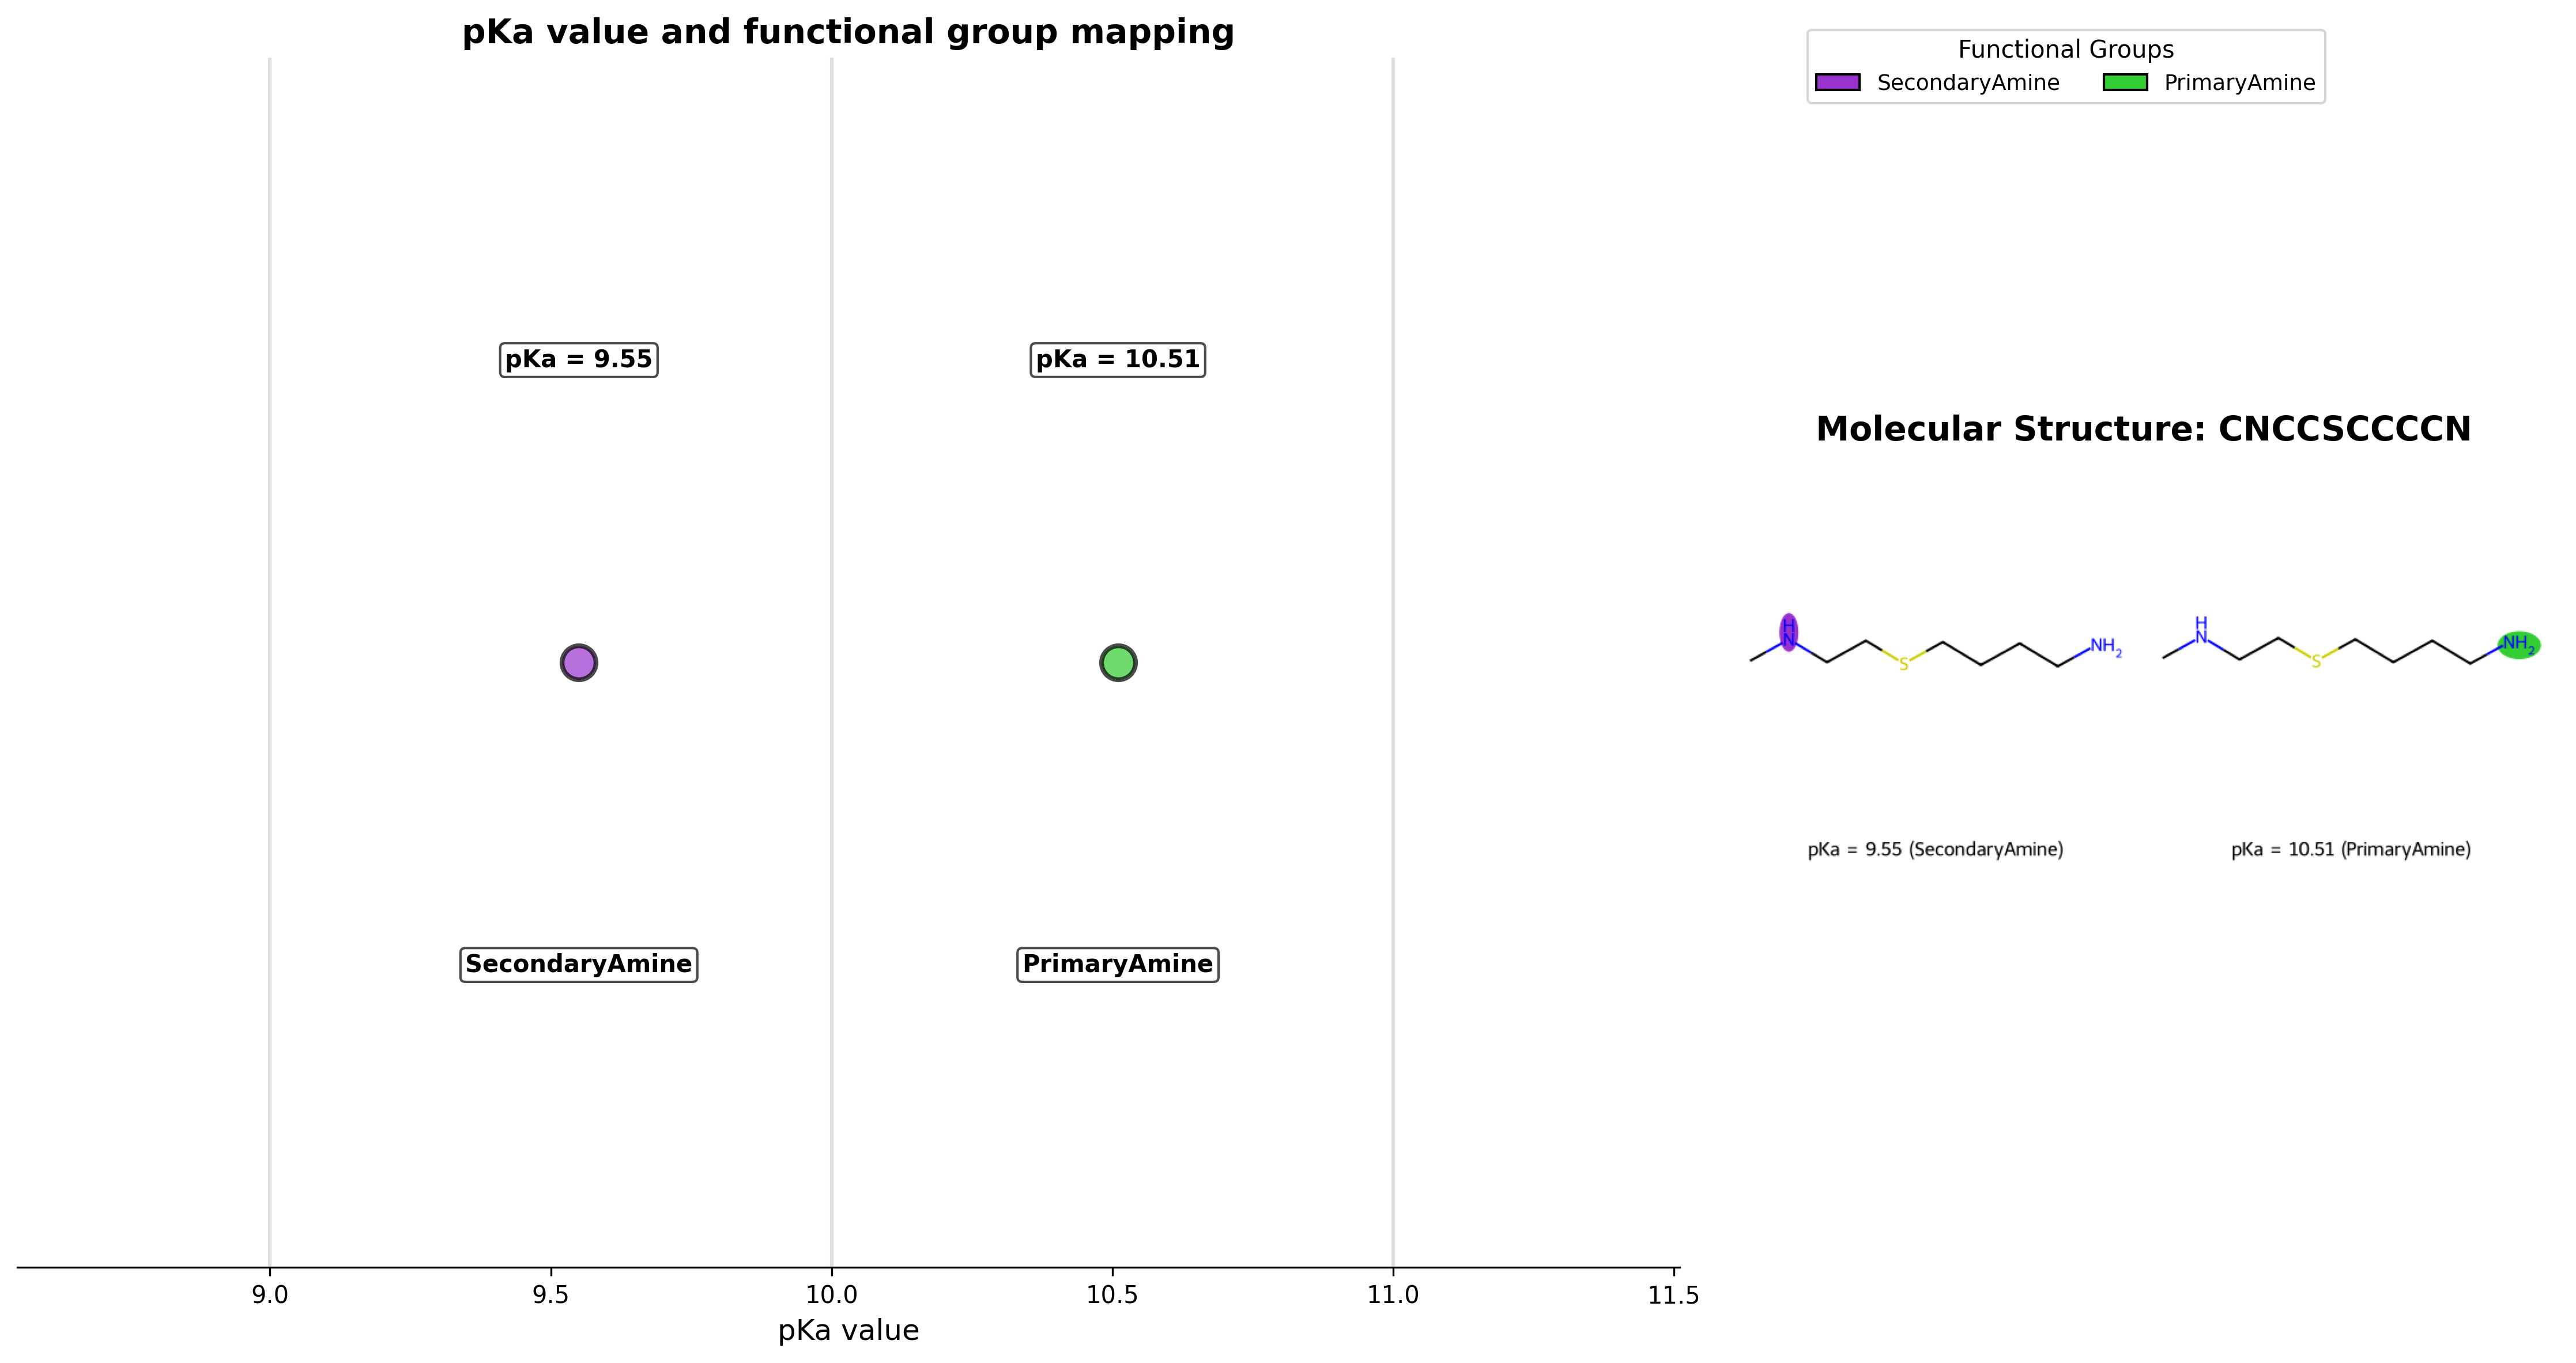 pKa value and functional group mapping
pKa = 9.55
pKa = 10.51
SecondaryAmine
PrimaryAmine
9.0
9.5
10.0
10.5
11.0
11.5
pKa value
Functional Groups
SecondaryAmine
PrimaryAmine
Molecular Structure: CNCCSCCCCN
H
N
S
NH2
H
N
S
NH2
pKa = 9.55 (SecondaryAmine)
pKa = 10.51 (PrimaryAmine)